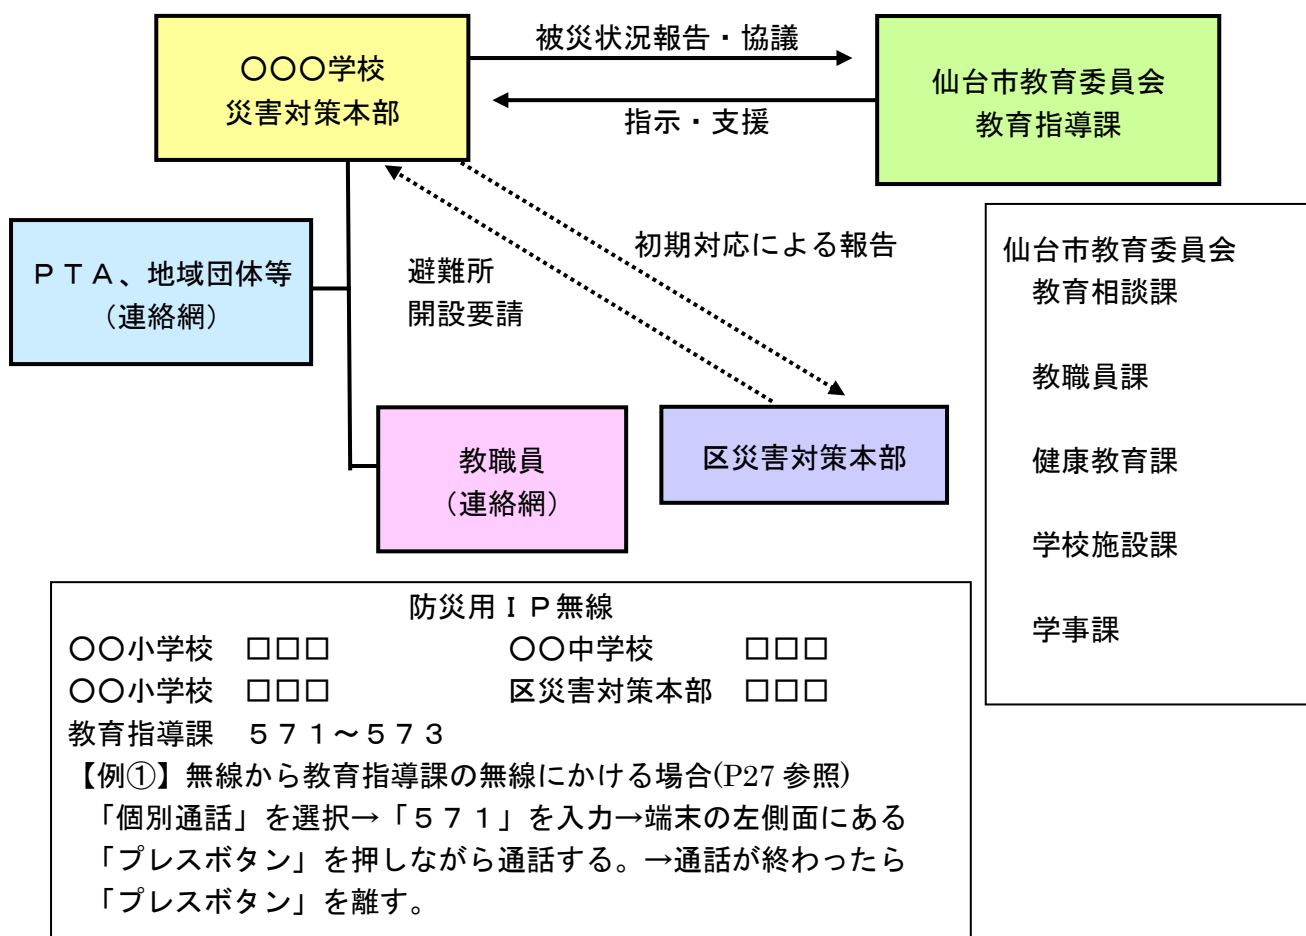 〇〇〇学校
災害対策本部
被災状況報告・協議
指示・支援
仙台市教育委員会
教育指導課
ＰＴＡ、地域団体等
（連絡網）
避難所
開設要請
初期対応による報告
教職員
（連絡網）
区災害対策本部
仙台市教育委員会
教育相談課
教職員課
健康教育課
学校施設課
学事課
防災用ＩＰ無線
〇〇小学校　□□□　〇〇中学校　□□□
〇〇小学校　□□□　区災害対策本部　□□□
教育指導課　５７１～５７３
【例①】無線から教育指導課の無線にかける場合(P27 参照)
「個別通話」を選択→「５７１」を入力→端末の左側面にある
「プレスボタン」を押しながら通話する。→通話が終わったら
「プレスボタン」を離す。